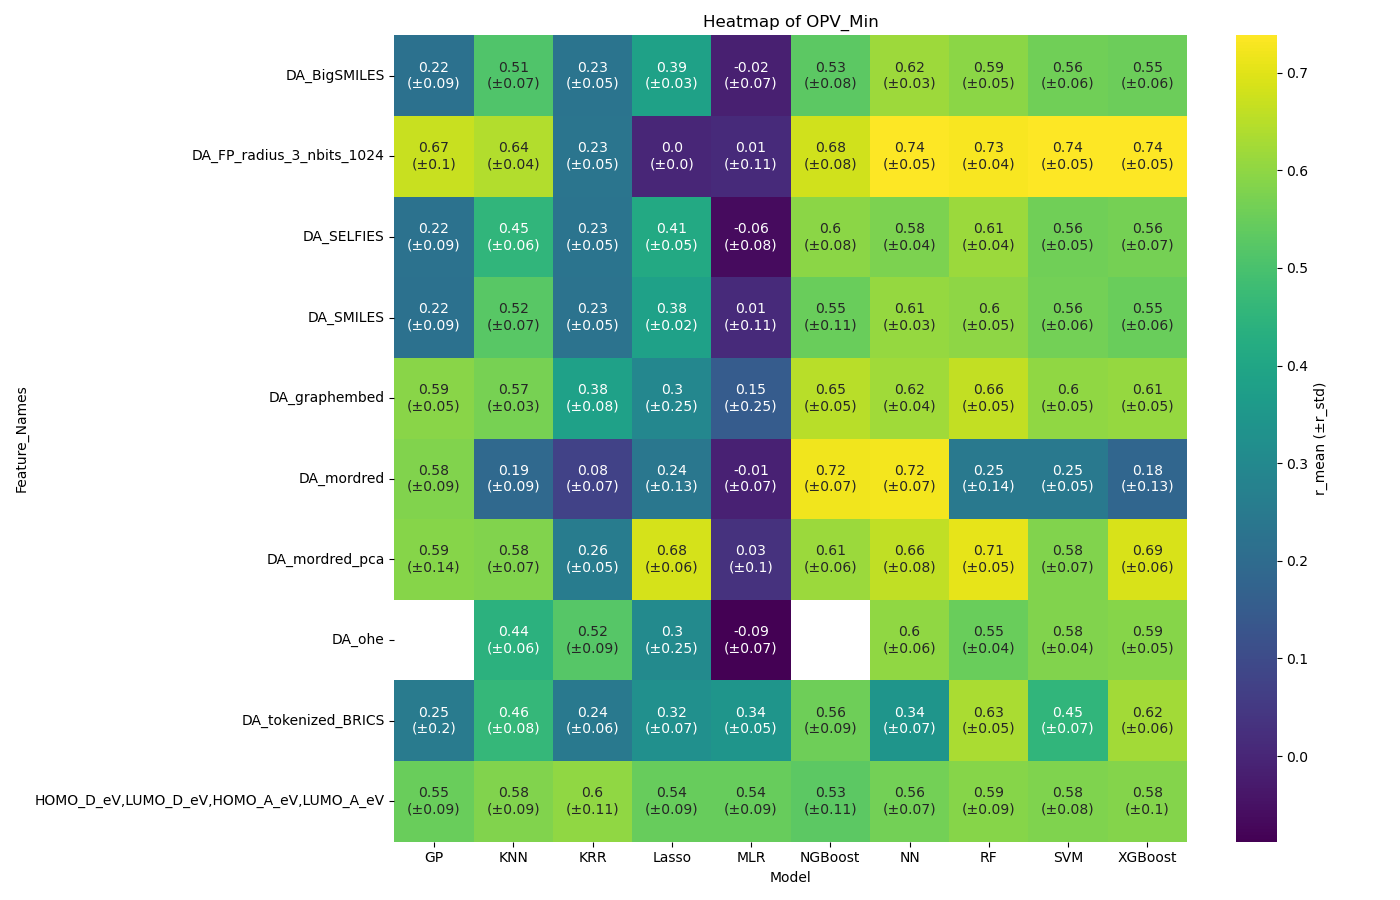 Heatmap of OPV_Min
Feature_Names
DA_BigSMILES
0.22 0.51 0.23 0.39 -0.02 0.53 0.62 0.59 0.56 0.55
(±0.09) (±0.07) (±0.05) (±0.03) (±0.07) (±0.08) (±0.03) (±0.05) (±0.06) (±0.06)
DA_FP_radius_3_nbits_1024
0.67 0.64 0.23 0.0 0.01 0.68 0.74 0.73 0.74 0.74
(±0.1) (±0.04) (±0.05) (±0.0) (±0.11) (±0.08) (±0.05) (±0.04) (±0.05) (±0.05)
DA_SELFIES
0.22 0.45 0.23 0.41 -0.06 0.6 0.58 0.61 0.56 0.56
(±0.09) (±0.06) (±0.05) (±0.05) (±0.08) (±0.08) (±0.04) (±0.04) (±0.05) (±0.07)
DA_SMILES
0.22 0.52 0.23 0.38 0.01 0.55 0.61 0.6 0.56 0.55
(±0.09) (±0.07) (±0.05) (±0.02) (±0.11) (±0.11) (±0.03) (±0.05) (±0.06) (±0.06)
DA_graphembed
0.59 0.57 0.38 0.3 0.15 0.65 0.62 0.66 0.6 0.61
(±0.05) (±0.03) (±0.08) (±0.25) (±0.25) (±0.05) (±0.04) (±0.05) (±0.05) (±0.05)
DA_mordred
0.58 0.19 0.08 0.24 -0.01 0.72 0.72 0.25 0.25 0.18
(±0.09) (±0.09) (±0.07) (±0.13) (±0.07) (±0.07) (±0.07) (±0.14) (±0.05) (±0.13)
DA_mordred_pca
0.59 0.58 0.26 0.68 0.03 0.61 0.66 0.71 0.58 0.69
(±0.14) (±0.07) (±0.05) (±0.06) (±0.1) (±0.06) (±0.08) (±0.05) (±0.07) (±0.06)
DA_ohe
0.44 0.52 0.3 -0.09 0.6 0.55 0.58 0.59
(±0.06) (±0.09) (±0.25) (±0.07) (±0.06) (±0.04) (±0.04) (±0.05)
DA_tokenized_BRICS
0.25 0.46 0.24 0.32 0.34 0.56 0.34 0.63 0.45 0.62
(±0.2) (±0.08) (±0.06) (±0.07) (±0.05) (±0.09) (±0.07) (±0.05) (±0.07) (±0.06)
HOMO_D_eV,LUMO_D_eV,HOMO_A_eV,LUMO_A_eV
0.55 0.58 0.6 0.54 0.54 0.53 0.56 0.59 0.58 0.58
(±0.09) (±0.09) (±0.11) (±0.09) (±0.09) (±0.11) (±0.07) (±0.09) (±0.08) (±0.1)
GP KNN KRR Lasso MLR NGBoost NN RF SVM XGBoost
Model
0.7
0.6
0.5
0.4
0.3
0.2
0.1
0.0
r_mean (±r_std)